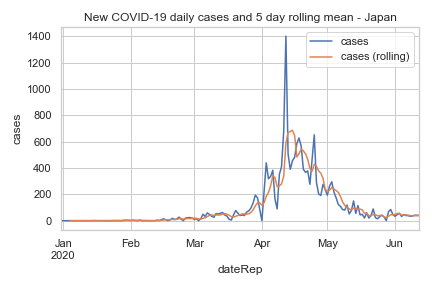 New COVID-19 daily cases and 5 day rolling mean - Japan
cases
cases (rolling)
1400
1200
1000
800
600
400
200
0
cases
Jan
2020
Feb
Mar
Apr
May
Jun
dateRep